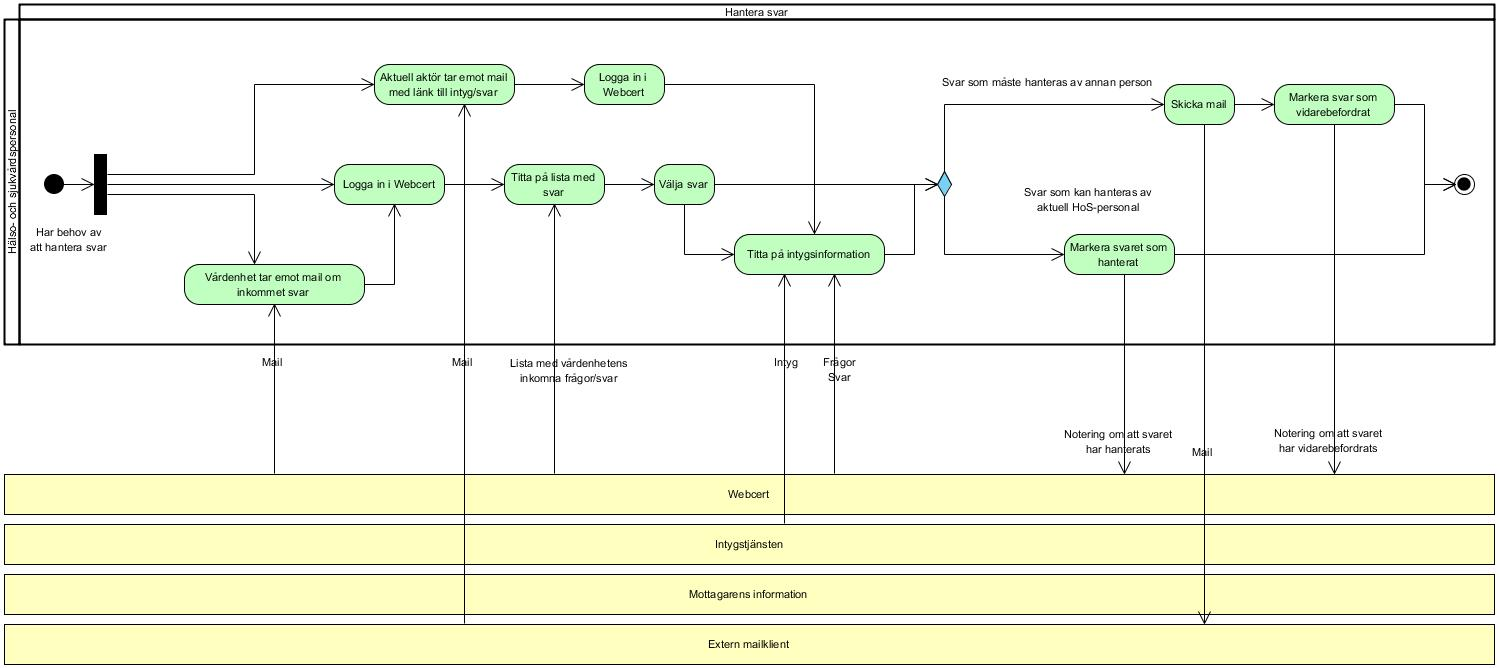 Hantera svar
Hälso- och sjukvårdspersonal
Har behov av
att hantera svar
Aktuell aktör tar emot mail
med länk till intyg/svar
Logga in i
Webcert
Logga in i Webcert
Titta på lista med
svar
Välja svar
Vårdenhet tar emot mail om
inkommet svar
Titta på intygsinformation
Svar som måste hanteras av annan person
Skicka mail
Markera svar som
vidarebefordrat
Svar som kan hanteras av
aktuell HoS-personal
Markera svaret som
hanterat
Mail
Mail
Lista med vårdenhetens
inkomna frågor/svar
Intyg
Frågor
Svar
Notering om att svaret
har hanterats
Mail
Notering om att svaret
har vidarebefordrats
Webcert
Intygstjänsten
Mottagarens information
Extern mailklient